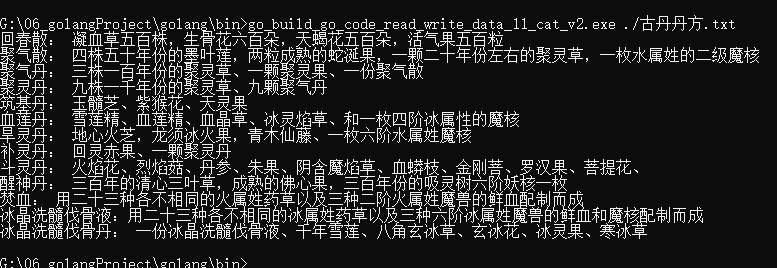 G:\06_golangProject\golang\bin>go_build_go_code_read_write_data_11_cat_v2.exe ./古丹丹方.txt
回春散： 凝血草五百株，生骨花六百朵，天蝎花五百朵，活气果五百粒
聚气散： 四株五十年份的墨叶莲，两粒成熟的蛇涎果，一颗二十年份左右的聚灵草，一枚水属姓的二级魔核
聚气丹： 三株一百年份的聚灵草、一颗聚灵果、一份聚气散
聚灵丹： 九株一千年份的聚灵草、九颗聚气丹
筑基丹： 玉髓芝、紫猴花、天灵果
血莲丹： 雪莲精、血莲精、血晶草、冰灵焰草、和一枚四阶冰属性的魔核
旱灵丹： 地心火芝，龙须冰火果，青木仙藤、一枚六阶水属姓魔核
补灵丹： 回灵赤果、一颗聚灵丹
斗灵丹： 火焰花、烈焰菇、丹参、朱果、阴含魔焰草、血蟒枝、金刚菩、罗汉果、菩提花、
醒神丹： 三百年的清心三叶草，成熟的佛心果，三百年份的吸灵树六阶妖核一枚
焚血： 用二十三种各不相同的火属姓药草以及三种二阶火属姓魔兽的鲜血配制而成
冰晶洗髓伐骨液：用二十三种各不相同的冰属姓药草以及三种六阶冰属姓魔兽的鲜血和魔核配制而成
冰晶洗髓伐骨丹： 一份冰晶洗髓伐骨液、千年雪莲、八角玄冰草、玄冰花、冰灵果、寒冰草
G:\06_golangProject\golang\bin>